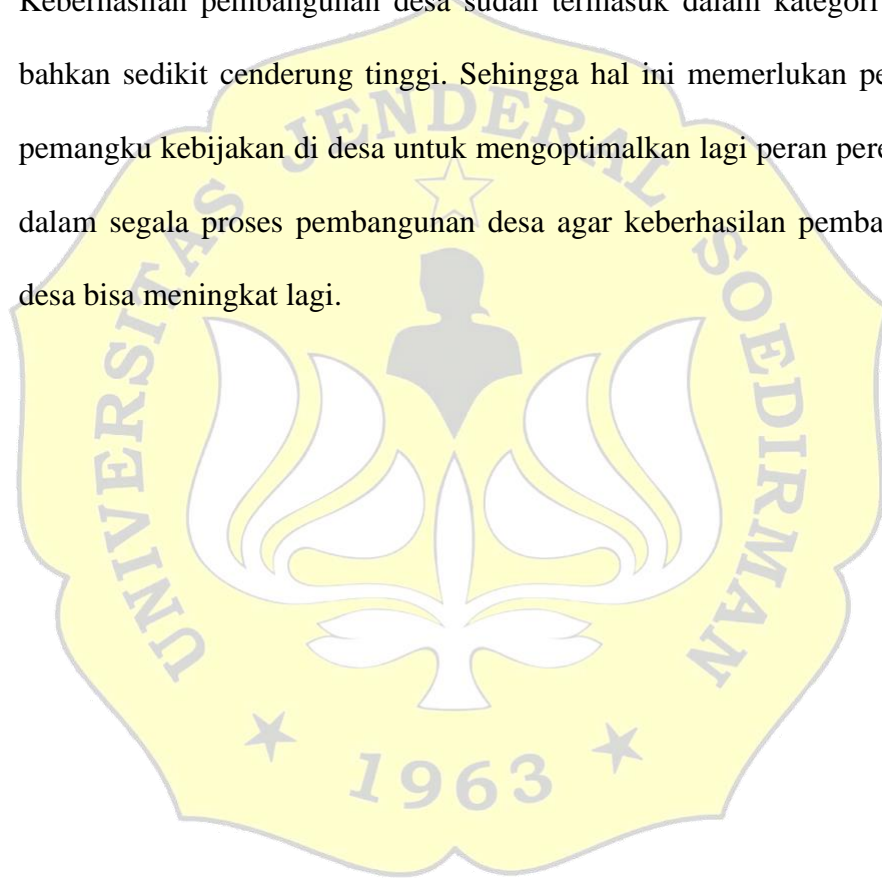 Keberhasilan pembangunan desa sudah termasuk dalam kategori
bahkan sedikit cenderung tinggi. Sehingga hal ini memerlukan
pemangku kebijakan di desa untuk mengoptimalkan lagi peran
dalam segala proses pembangunan desa agar keberhasilan
desa bisa meningkat lagi.
UNIVERSITAS JENDERAL SOEDIRMAN
1963